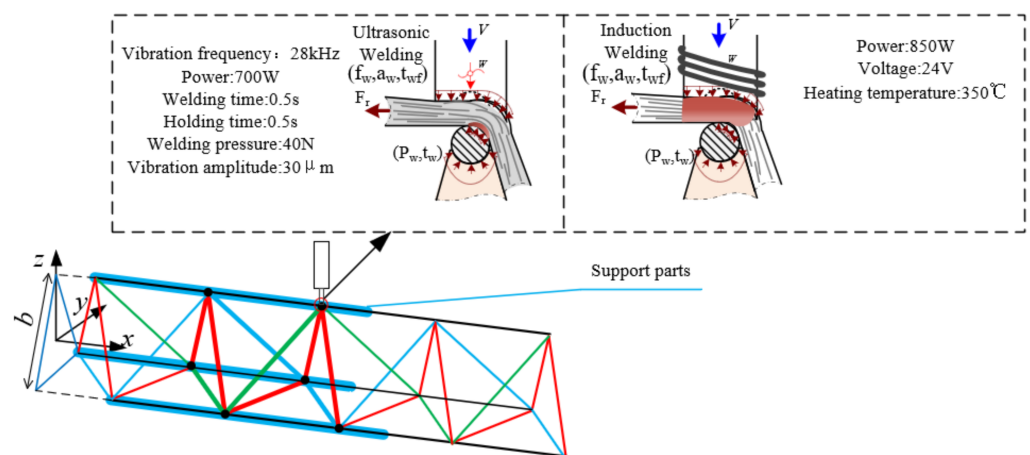 Vibration frequency：28kHz
Power:700W
Welding time:0.5s
Holding time:0.5s
Welding pressure:40N
Vibration amplitude:30μm
Ultrasonic
Welding
(fw,aw,twf)
Fr
V
w
(Pw,tw)
Induction
Welding
(fw,aw,twf)
Fr
V
w
(Pw,tw)
Power:850W
Voltage:24V
Heating temperature:350℃
z
y
x
b
Support parts